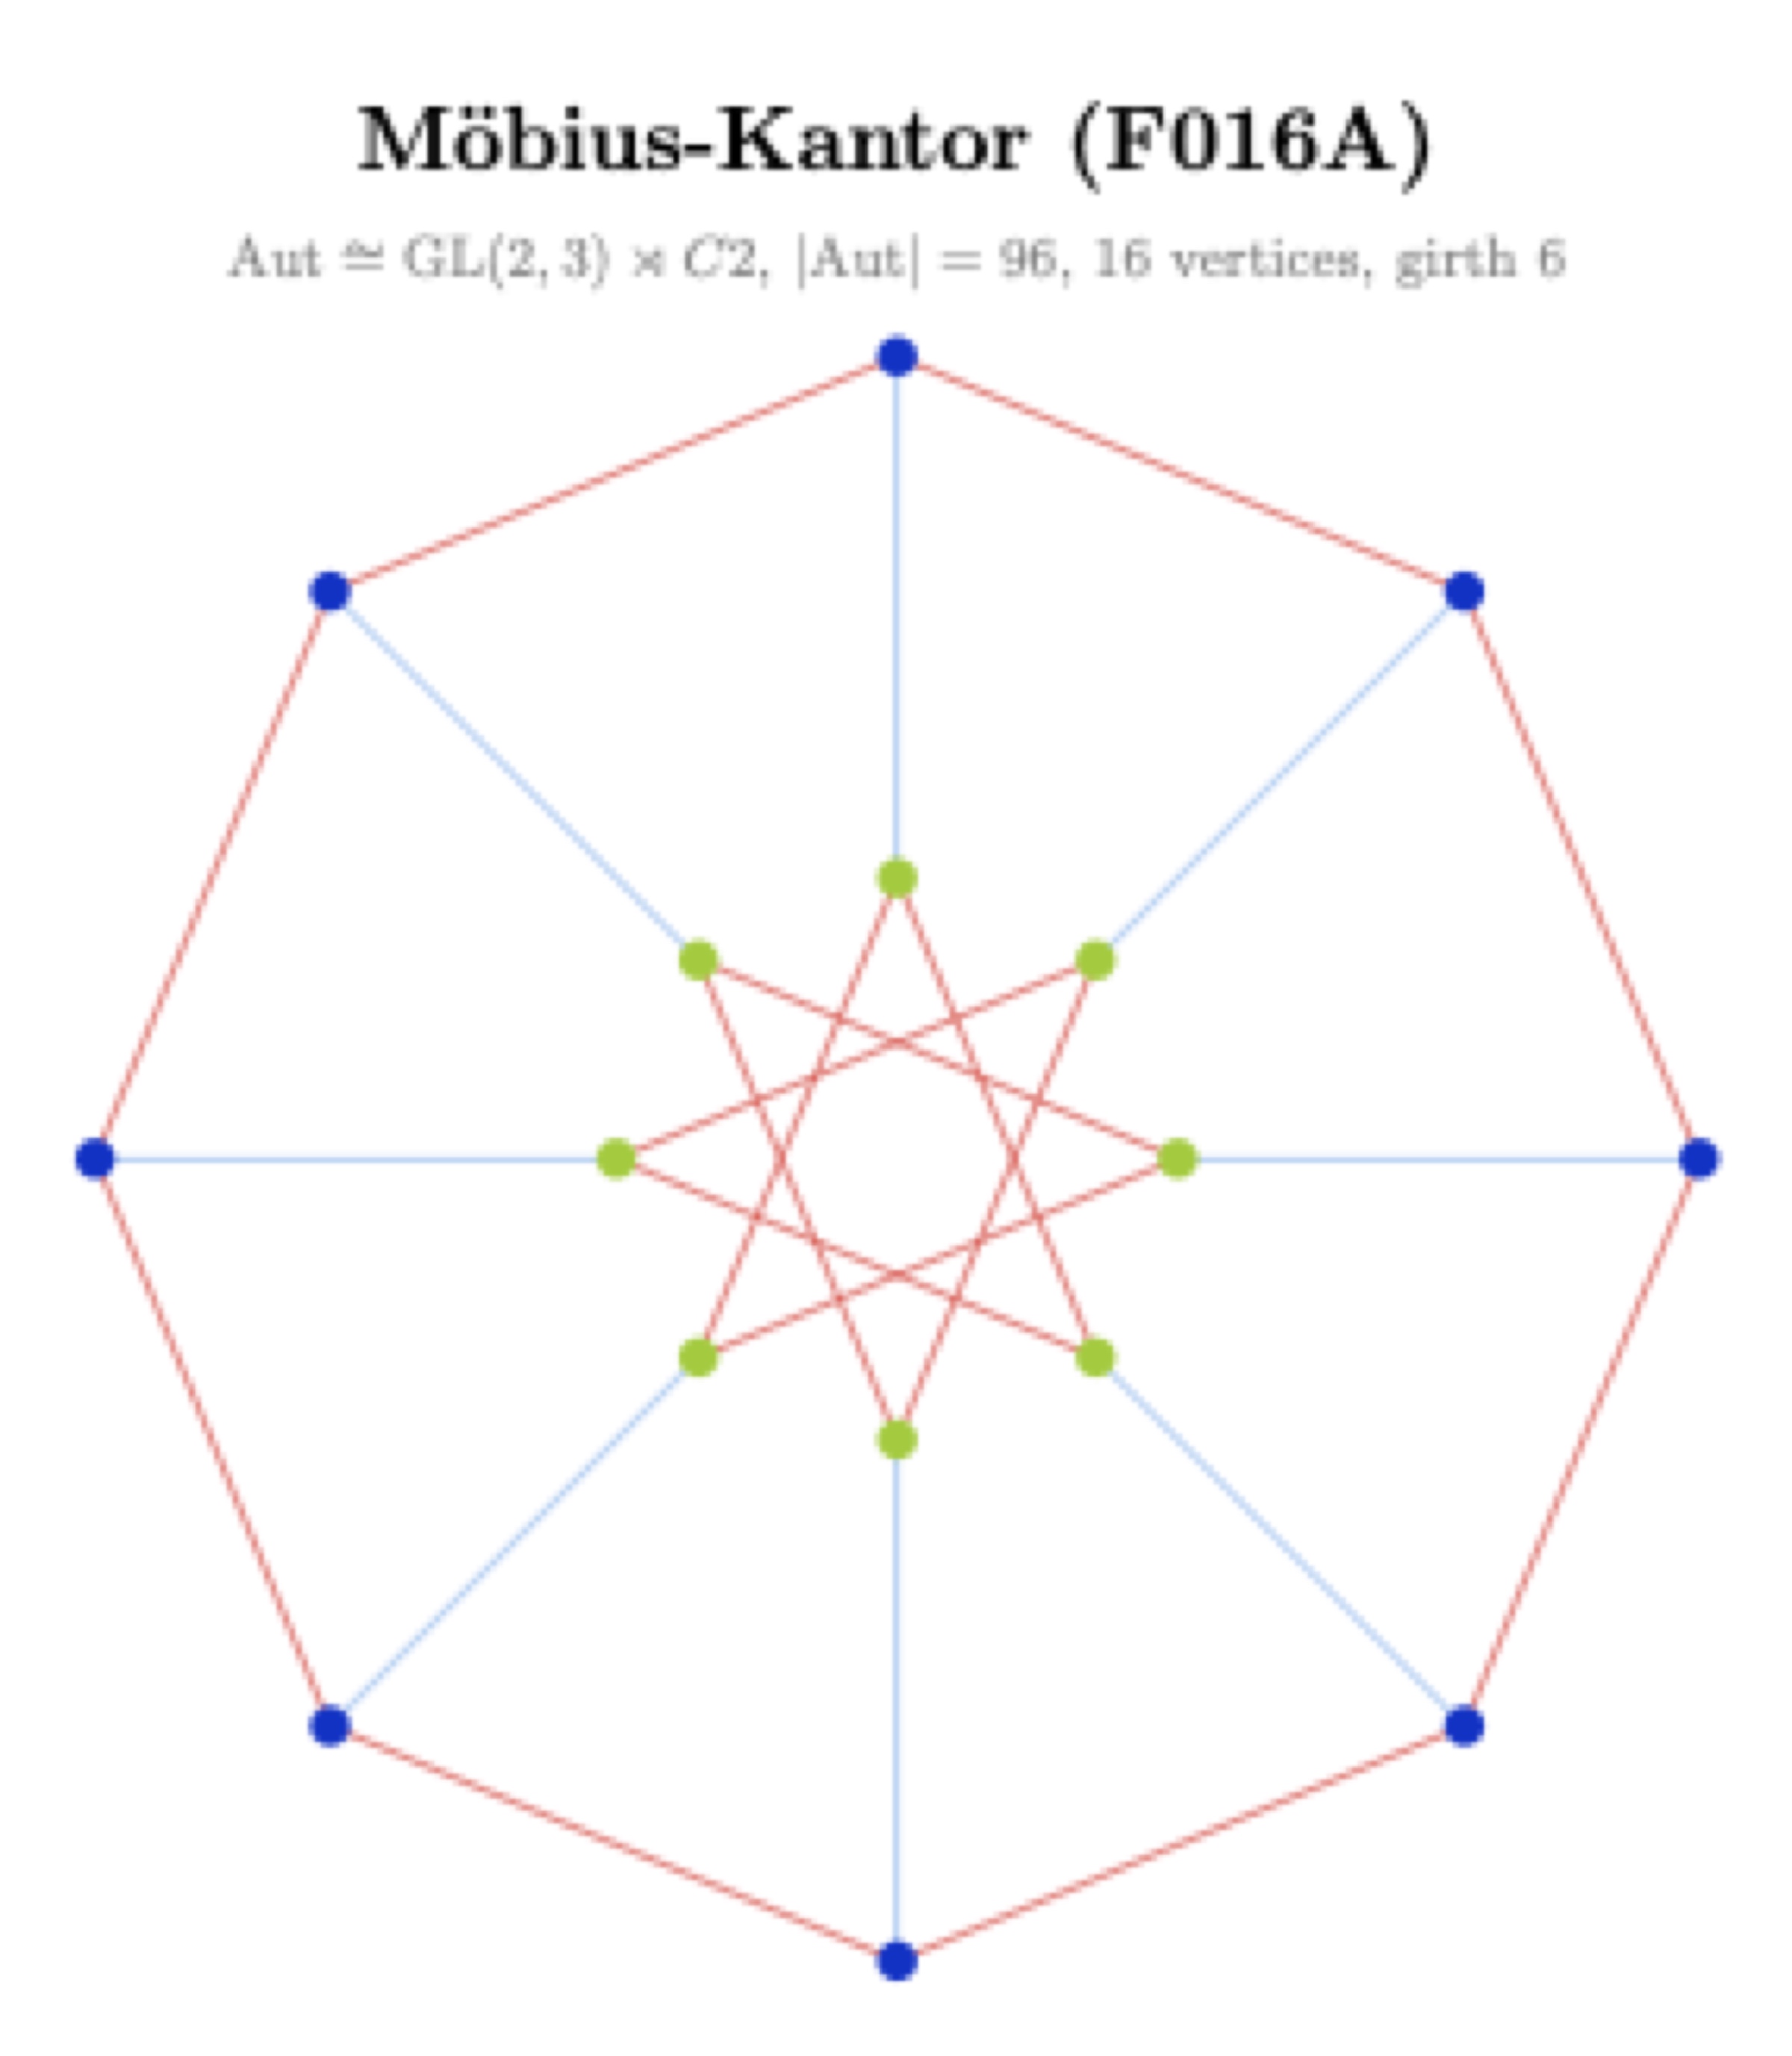 Möbius-Kantor (F016A)
Aut ≅ GL(2, 3) ⋊ C2, |Aut| = 96, 16 vertices, girth 6